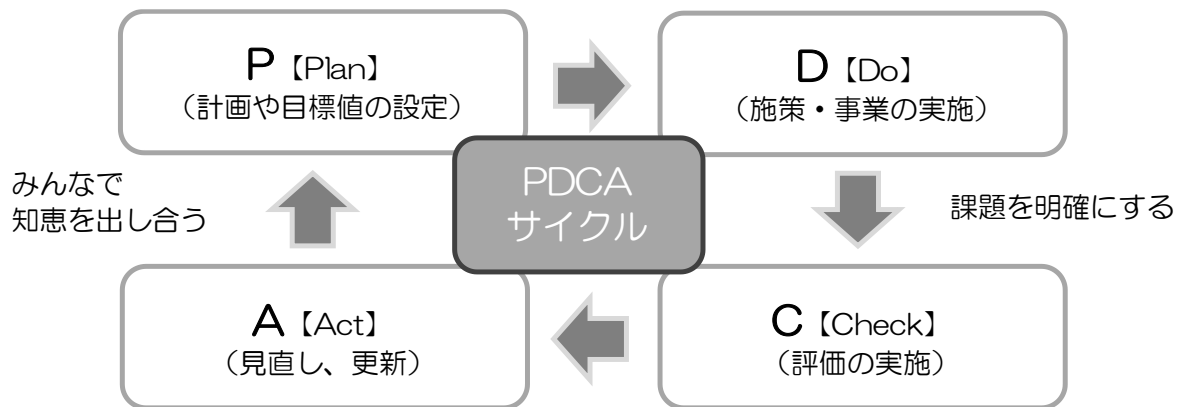 P【Plan】
（計画や目標値の設定）
D【Do】
（施策・事業の実施）
PDCA
サイクル
みんなで
知恵を出し合う
課題を明確にする
A【Act】
（見直し、更新）
C【Check】
（評価の実施）